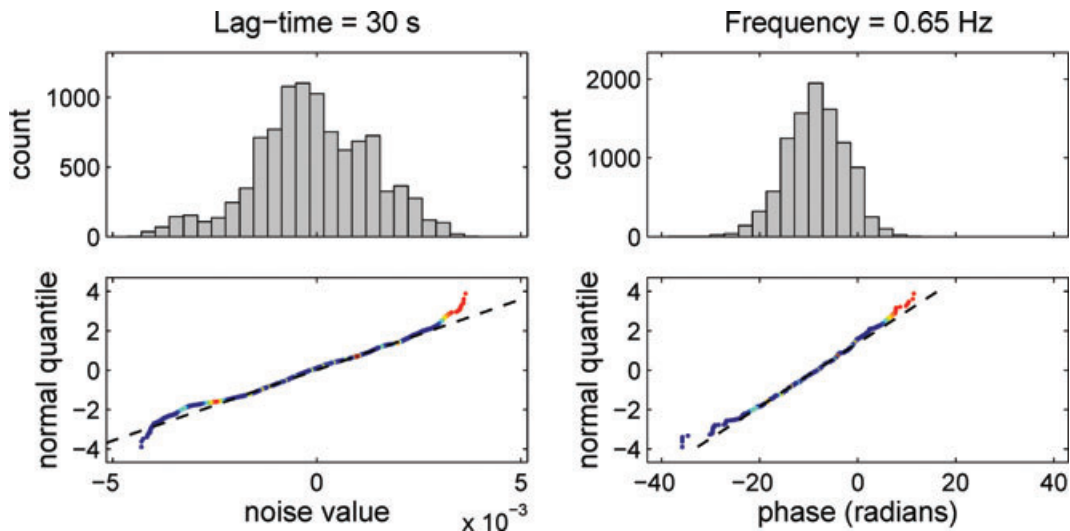 Lag-time = 30 s
count
1000
500
0
normal quantile
4
2
0
-2
-4
-5 0 5
noise value
x 10^-3
Frequency = 0.65 Hz
count
2000
1000
0
normal quantile
4
2
0
-2
-4
-40 -20 0 20 40
phase (radians)